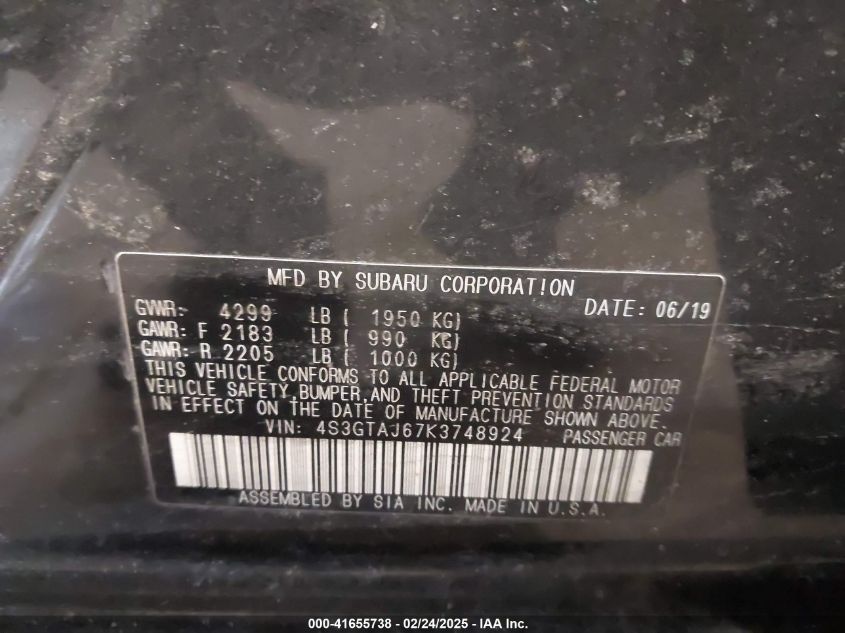 MFD BY SUBARU CORPORATION
DATE: 06/19
GVWR: 4299 LB ( 1950 KG)
GAWR: F 2183 LB ( 990 KG)
GAWR: R 2205 LB ( 1000 KG)
THIS VEHICLE CONFORMS TO ALL APPLICABLE FEDERAL MOTOR
VEHICLE SAFETY,BUMPER,AND THEFT PREVENTION STANDARDS
IN EFFECT ON THE DATE OF MANUFACTURE SHOWN ABOVE.
VIN: 4S3GTAJ67K3748924 PASSENGER CAR
ASSEMBLED BY SIA INC. MADE IN U.S.A.
000-41655738 - 02/24/2025 - IAA Inc.